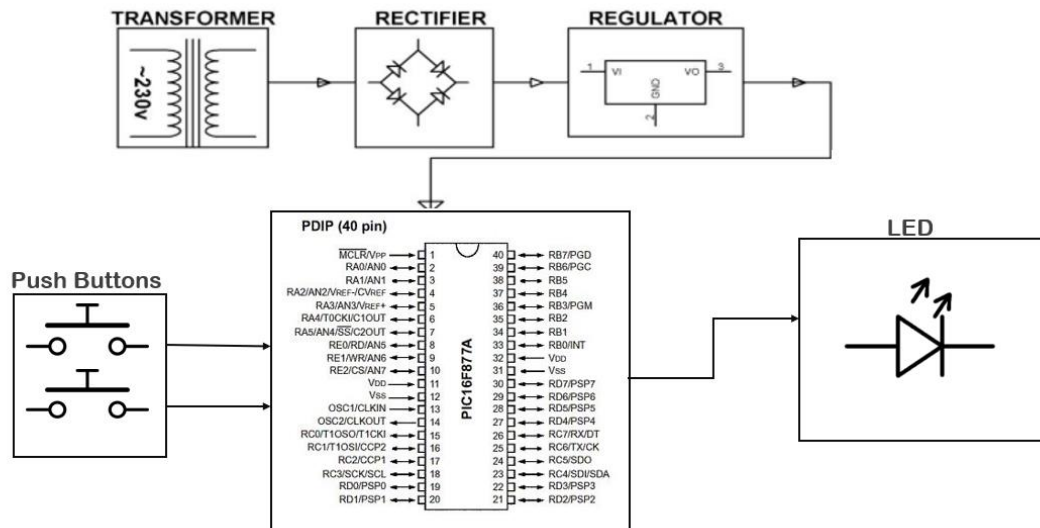 TRANSFORMER
RECTIFIER
REGULATOR
~230v
1
VI
VO
3
GND
2
PDIP (40 pin)
LED
Push Buttons
MCLR/VPP 1 40 RB7/PGD
RA0/AN0 2 39 RB6/PGC
RA1/AN1 3 38 RB5
RA2/AN2/VREF-/CVREF 4 37 RB4
RA3/AN3/VREF+ 5 36 RB3/PGM
RA4/T0CKI/C1OUT 6 35 RB2
RA5/AN4/SS/C2OUT 7 34 RB1
RE0/RD/AN5 8 33 RB0/INT
RE1/WR/AN6 9 32 VDD
RE2/CS/AN7 10 31 VSS
VDD 11 30 RD7/PSP7
VSS 12 29 RD6/PSP6
OSC1/CLKIN 13 28 RD5/PSP5
OSC2/CLKOUT 14 27 RD4/PSP4
RC0/T1OSO/T1CKI 15 26 RC7/RX/DT
RC1/T1OSI/CCP2 16 25 RC6/TX/CK
RC2/CCP1 17 24 RC5/SDO
RC3/SCK/SCL 18 23 RC4/SDI/SDA
RD0/PSP0 19 22 RD3/PSP3
RD1/PSP1 20 21 RD2/PSP2
PIC16F877A